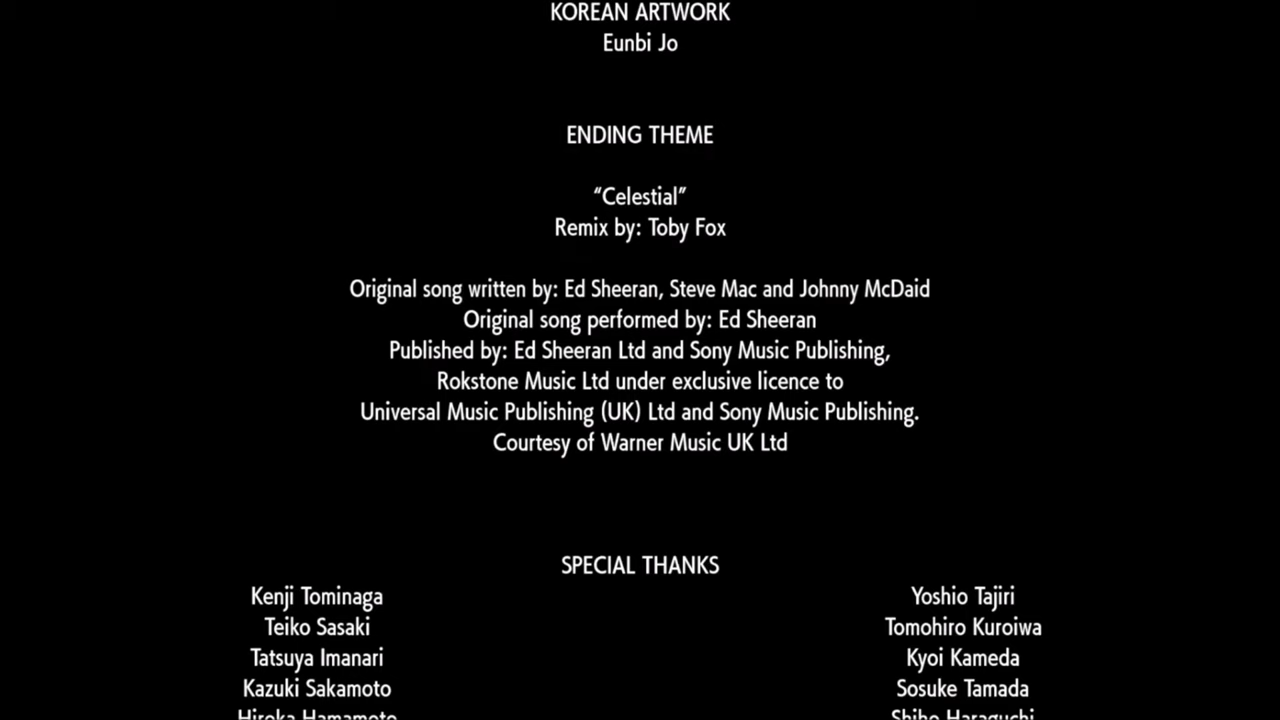 KOREAN ARTWORK
Eunbi Jo
ENDING THEME
“Celestial”
Remix by: Toby Fox
Original song written by: Ed Sheeran, Steve Mac and Johnny McDaid
Original song performed by: Ed Sheeran
Published by: Ed Sheeran Ltd and Sony Music Publishing,
Rokstone Music Ltd under exclusive licence to
Universal Music Publishing (UK) Ltd and Sony Music Publishing.
Courtesy of Warner Music UK Ltd
SPECIAL THANKS
Kenji Tominaga
Yoshio Tajiri
Teiko Sasaki
Tomohiro Kuroiwa
Tatsuya Imanari
Kyoi Kameda
Kazuki Sakamoto
Sosuke Tamada
Hiroka Hamamoto
Shiho Haraguchi